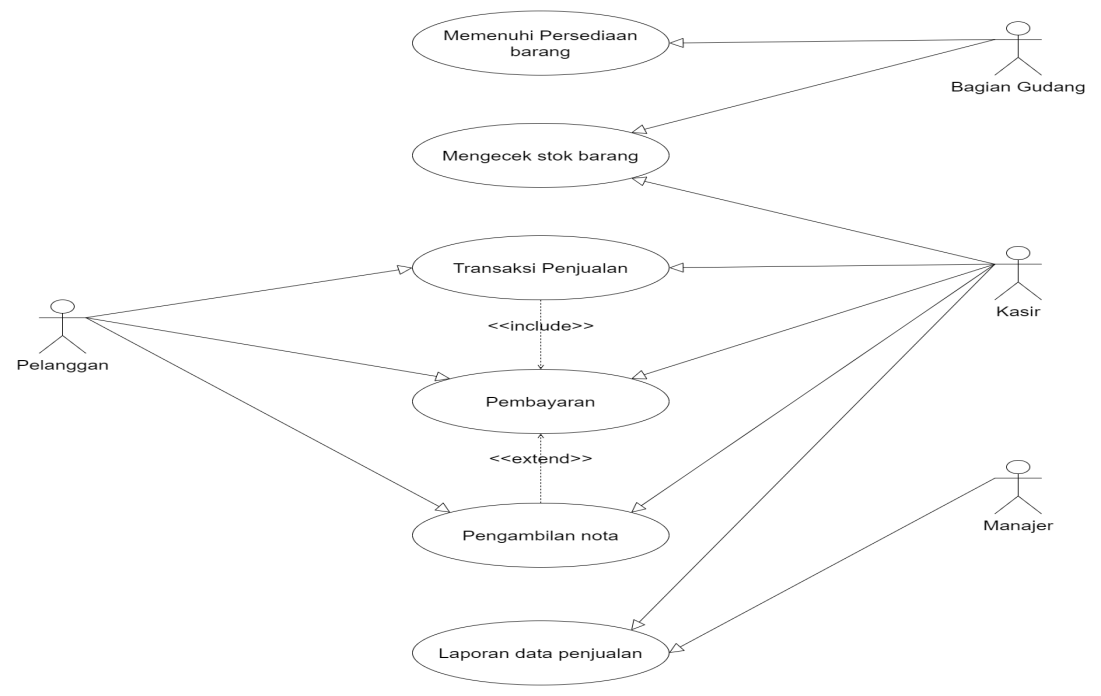 Memenuhi Persediaan
barang
Bagian Gudang
Mengecek stok barang
Transaksi Penjualan
Kasir
<<include>>
Pelanggan
Pembayaran
<<extend>>
Manajer
Pengambilan nota
Laporan data penjualan